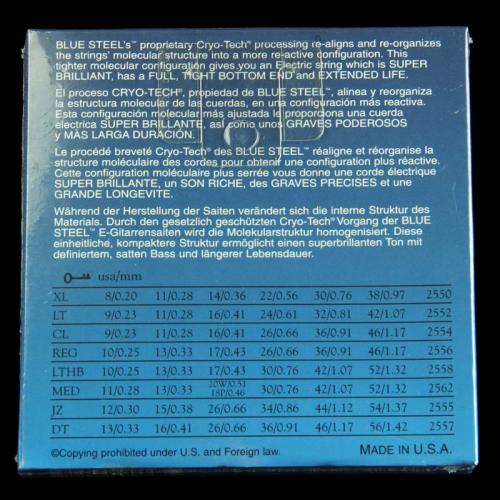 BLUE STEEL's™ proprietary Cryo-Tech® processing re-aligns and re-organizes
the strings' molecular structure into a more re-active configuration. This
tighter molecular configuration gives you an Electric string which is SUPER
BRILLIANT, has a FULL, TIGHT BOTTOM END and EXTENDED LIFE.
El proceso CRYO-TECH®, propiedad de BLUE STEEL™, alinea y reorganiza
la estructura molecular de las cuerdas, en una configuración más reactiva.
Esta configuración molecular más ajustada le proporciona una cuerda
electrica SUPER BRILLANTE, así como unos GRAVES PODEROSOS
y MAS LARGA DURACIÓN.
Le procédé breveté Cryo-Tech® des BLUE STEEL™ réaligne et réorganise la
structure moléculaire des cordes pour obtenir une configuration plus réactive.
Cette configuration moléculaire plus serrée vous donne une corde électrique
SUPER BRILLANTE, un SON RICHE, des GRAVES PRECISES et une
GRANDE LONGEVITE.
Während der Herstellung der Saiten verändert sich die interne Struktur des
Materials. Durch den gesetzlich geschützten Cryo-Tech® Vorgang der BLUE
STEEL™ E-Gitarrensaiten wird die Molekularstruktur homogenisiert. Diese
einheitliche, kompaktere Struktur ermöglicht einen superbrillanten Ton mit
definiertem, satten Bass und längerer Lebensdauer.
usa/mm
XL 8/0.20 11/0.28 14/0.36 22/0.56 30/0.76 38/0.97 2550
LT 9/0.23 11/0.28 16/0.41 24/0.61 32/0.81 42/1.07 2552
CL 9/0.23 11/0.28 16/0.41 26/0.66 36/0.91 46/1.17 2554
REG 10/0.25 13/0.33 17/0.43 26/0.66 36/0.91 46/1.17 2556
LTHB 10/0.25 13/0.33 17/0.43 30/0.76 42/1.07 52/1.32 2558
MED 11/0.28 13/0.33 20W/0.51 18P/0.46 30/0.76 42/1.07 52/1.32 2562
JZ 12/0.30 15/0.38 26/0.66 34/0.86 44/1.12 54/1.37 2555
DT 13/0.33 16/0.41 26/0.66 36/0.91 46/1.17 56/1.42 2557
©Copying prohibited under U.S. and Foreign law. MADE IN U.S.A.